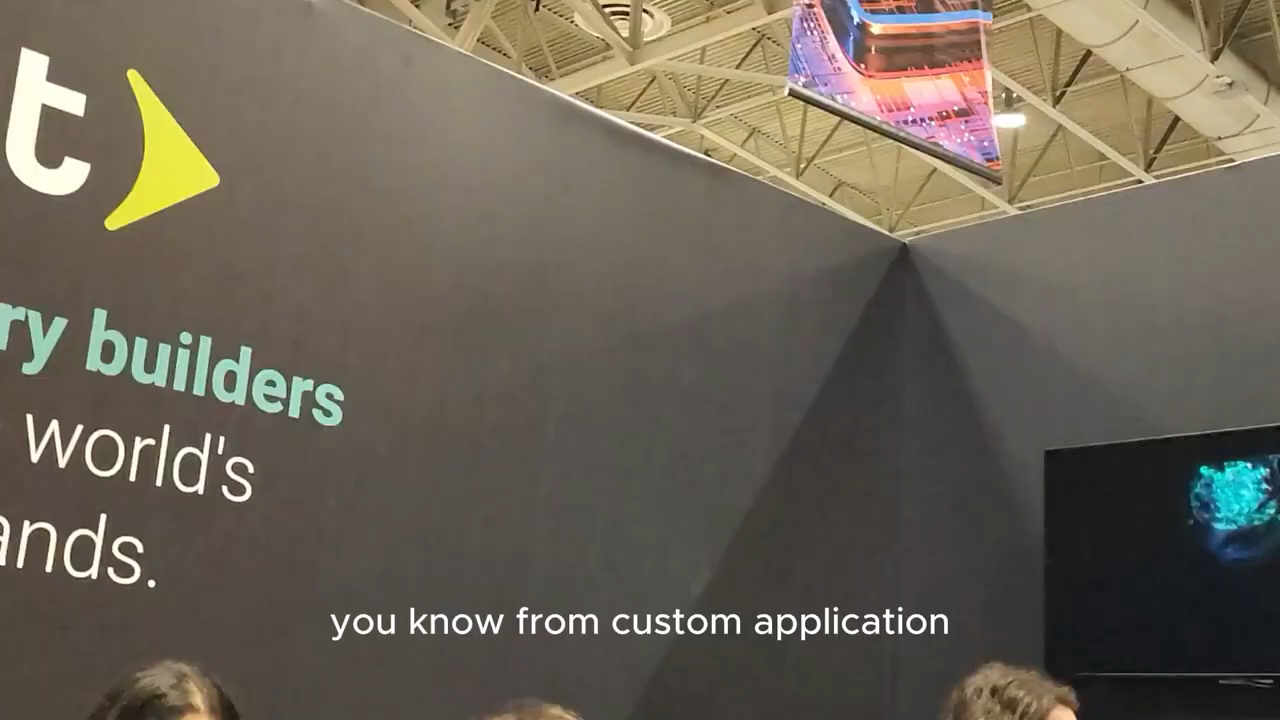 t
ry builders
world's
ands.
you know from custom application